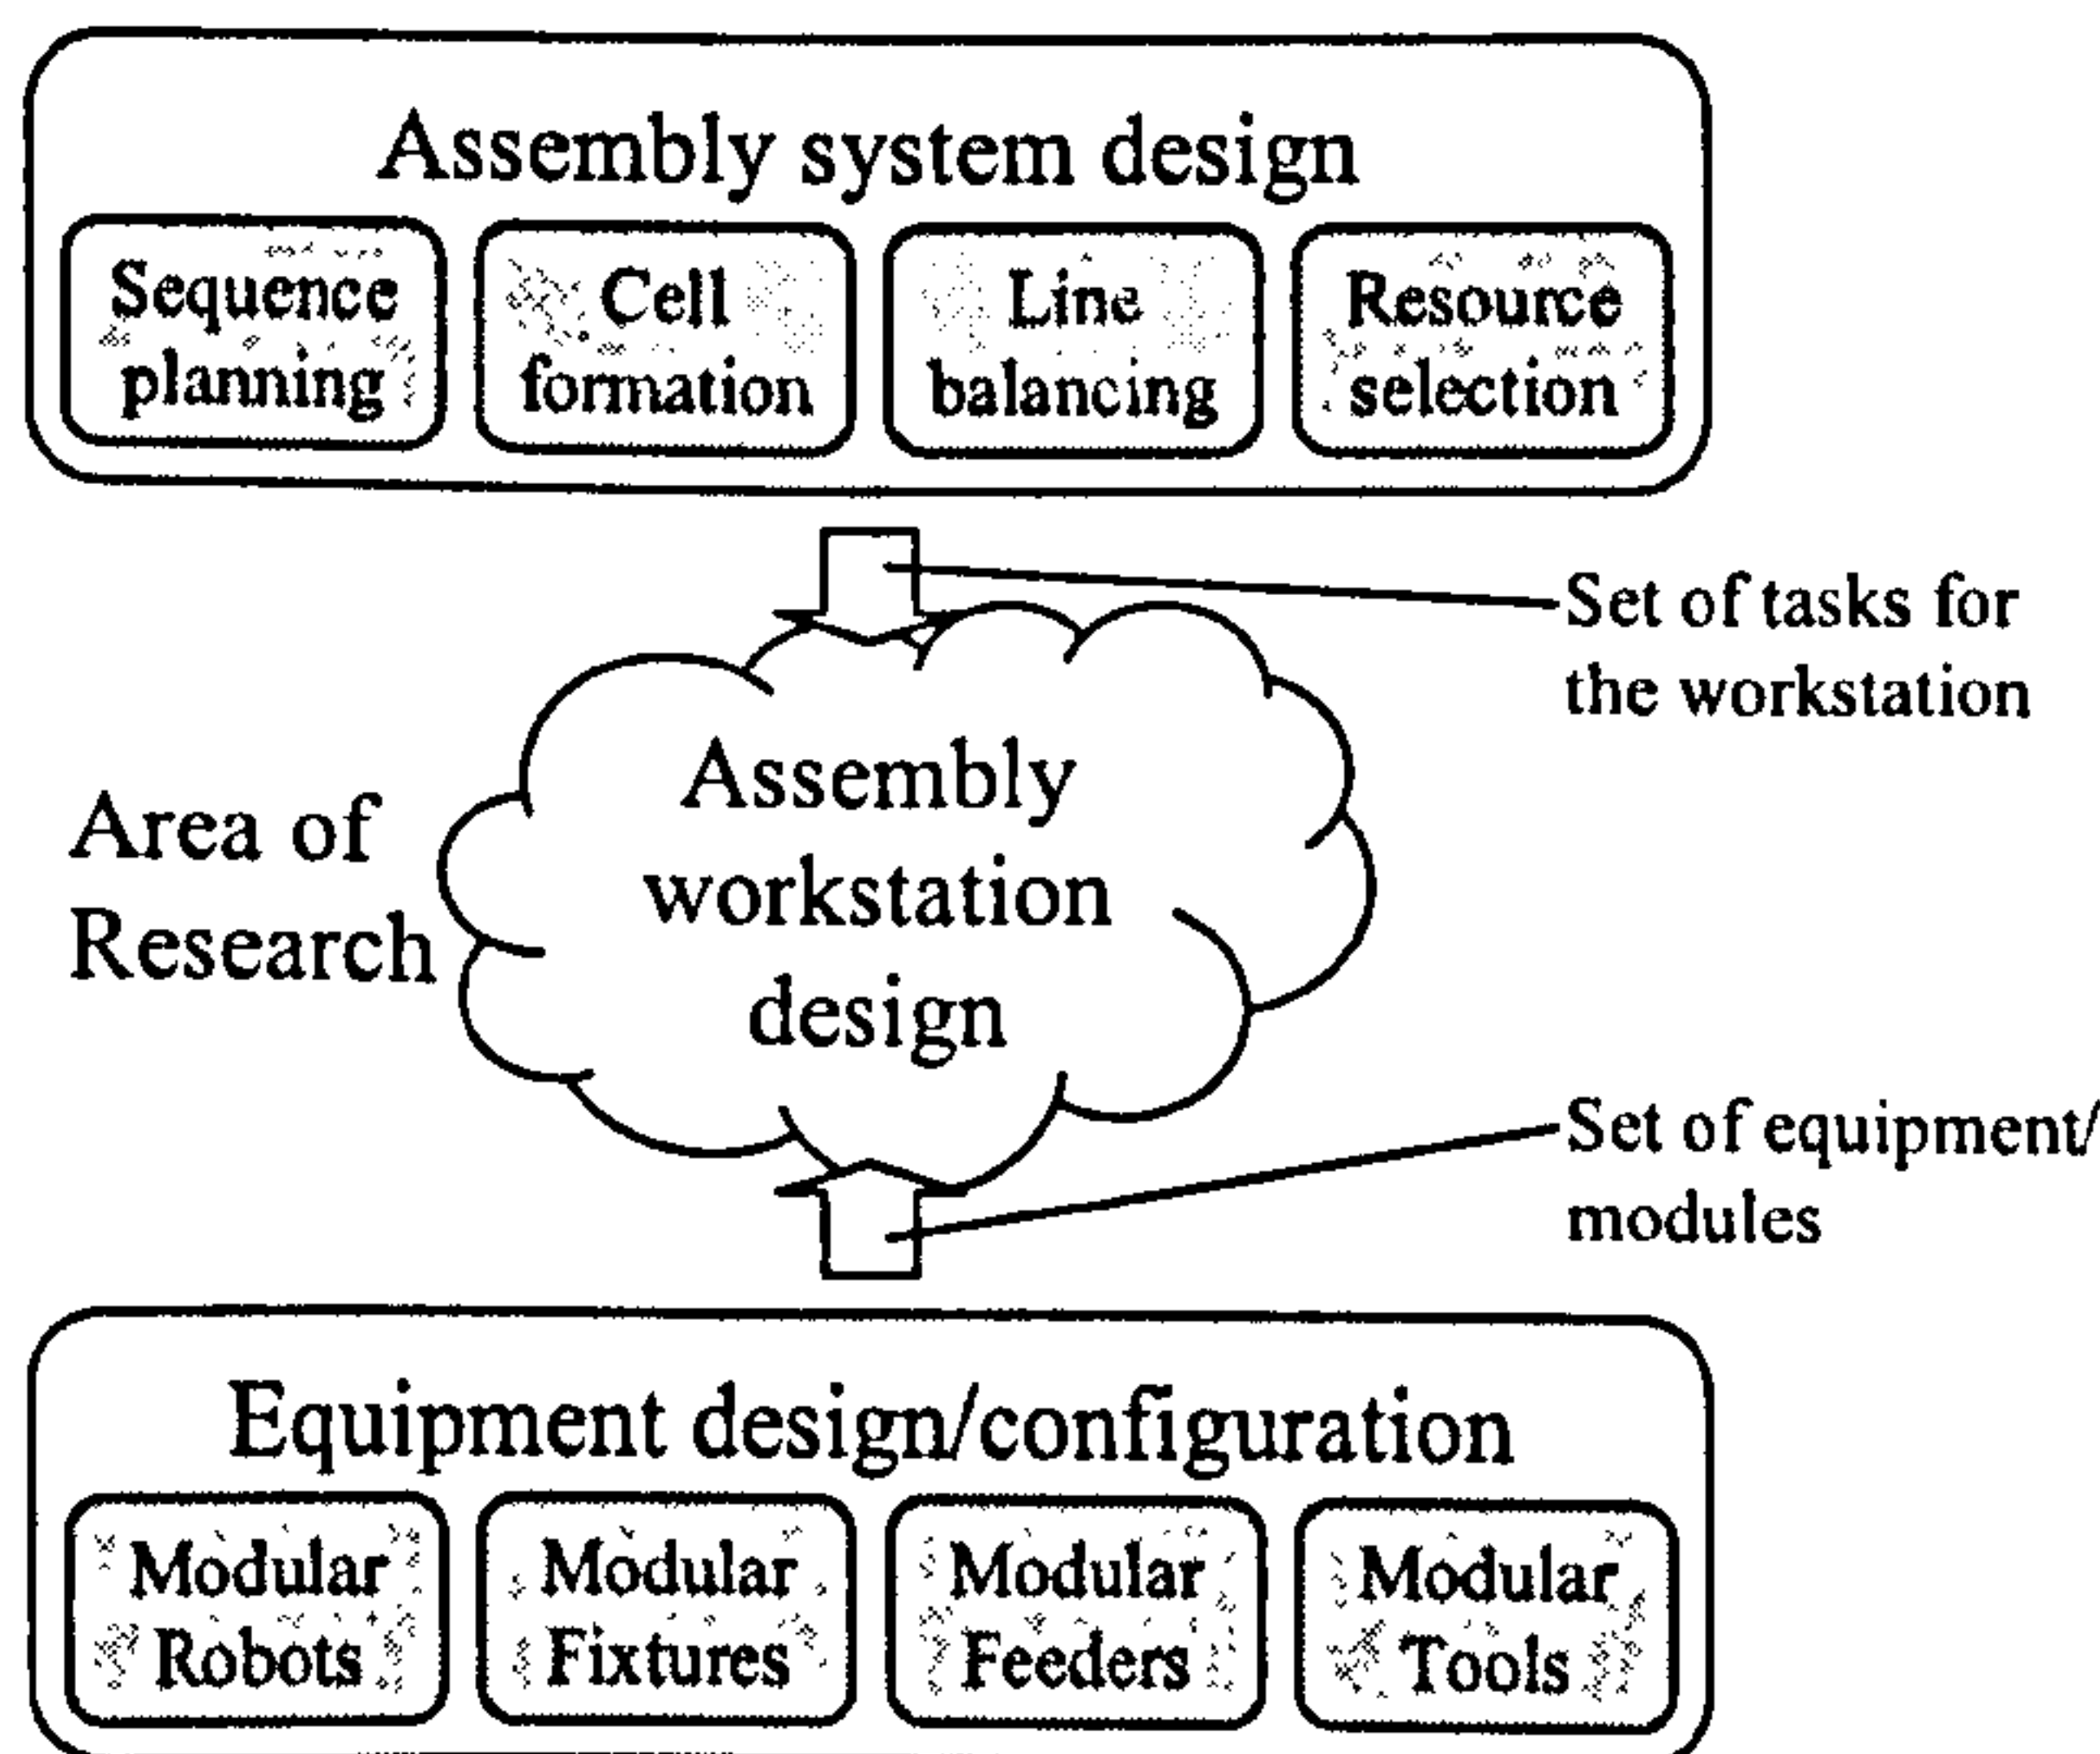 Assembly system design
Sequence
planning
Cell
formation
Line
balancing
Resource
selection
Set of tasks for
the workstation
Area of
Research
Assembly
workstation
design
Set of equipment/
modules
Equipment design/configuration
Modular
Robots
Modular
Fixtures
Modular
Feeders
Modular
Tools